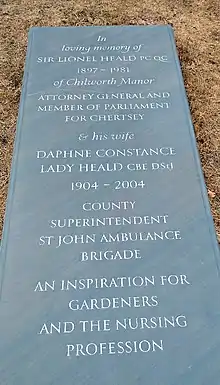 In
loving memory of
SIR LIONEL HEALD PC QC
1897 - 1981
of Chilworth Manor
ATTORNEY GENERAL AND
MEMBER OF PARLIAMENT
FOR CHERTSEY
& his wife
DAPHNE CONSTANCE
LADY HEALD CBE DStJ
1904 - 2004
COUNTY
SUPERINTENDENT
ST JOHN AMBULANCE
BRIGADE
AN INSPIRATION FOR
GARDENERS
AND THE NURSING
PROFESSION